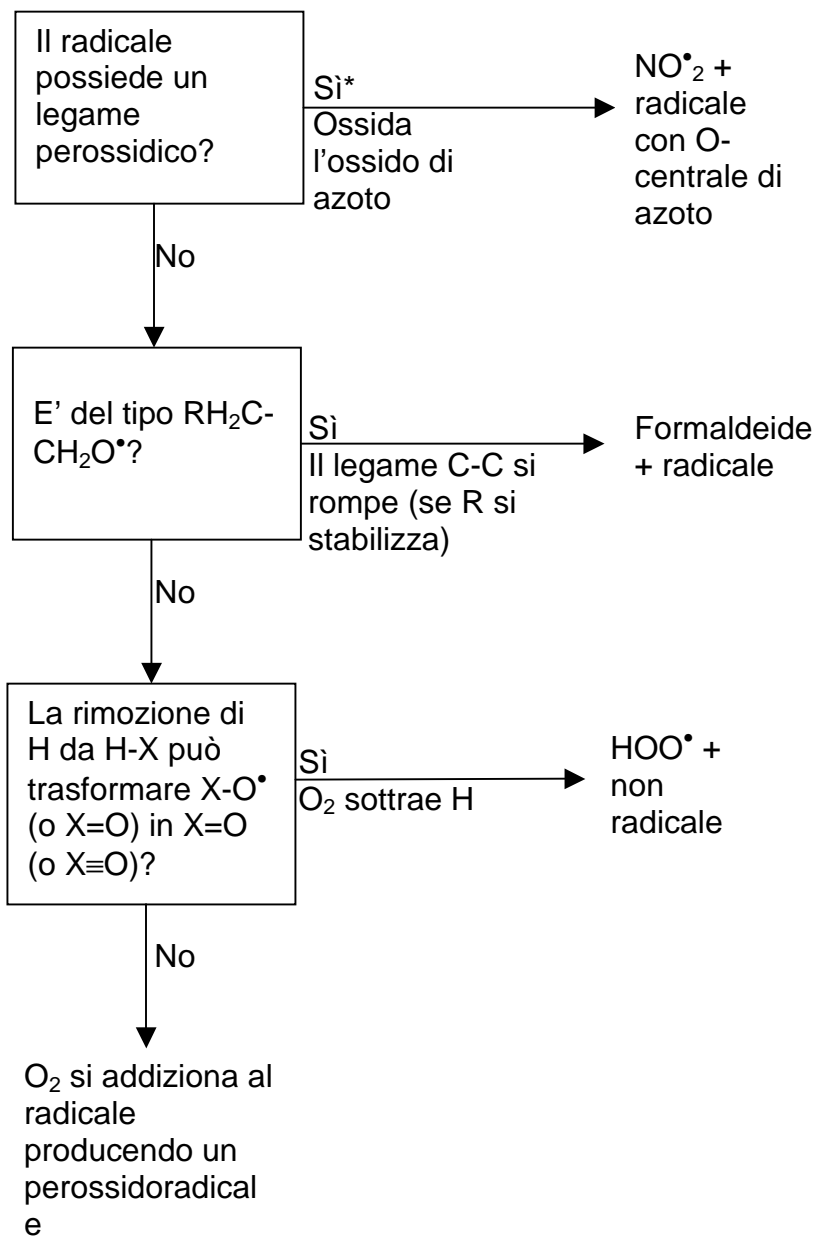 Il radicale
possiede un
legame
perossidico?
Sì*
Ossida
l'ossido di
azoto
NO•₂ +
radicale
con O-
centrale di
azoto
No
E' del tipo RH₂C-
CH₂O•?
Sì
Il legame C-C si
rompe (se R si
stabilizza)
Formaldeide
+ radicale
No
La rimozione di
H da H-X può
trasformare X-O•
(o X=O) in X=O
(o X≡O)?
Sì
O₂ sottrae H
HOO• +
non
radicale
No
O₂ si addiziona al
radicale
producendo un
perossidoradical
e